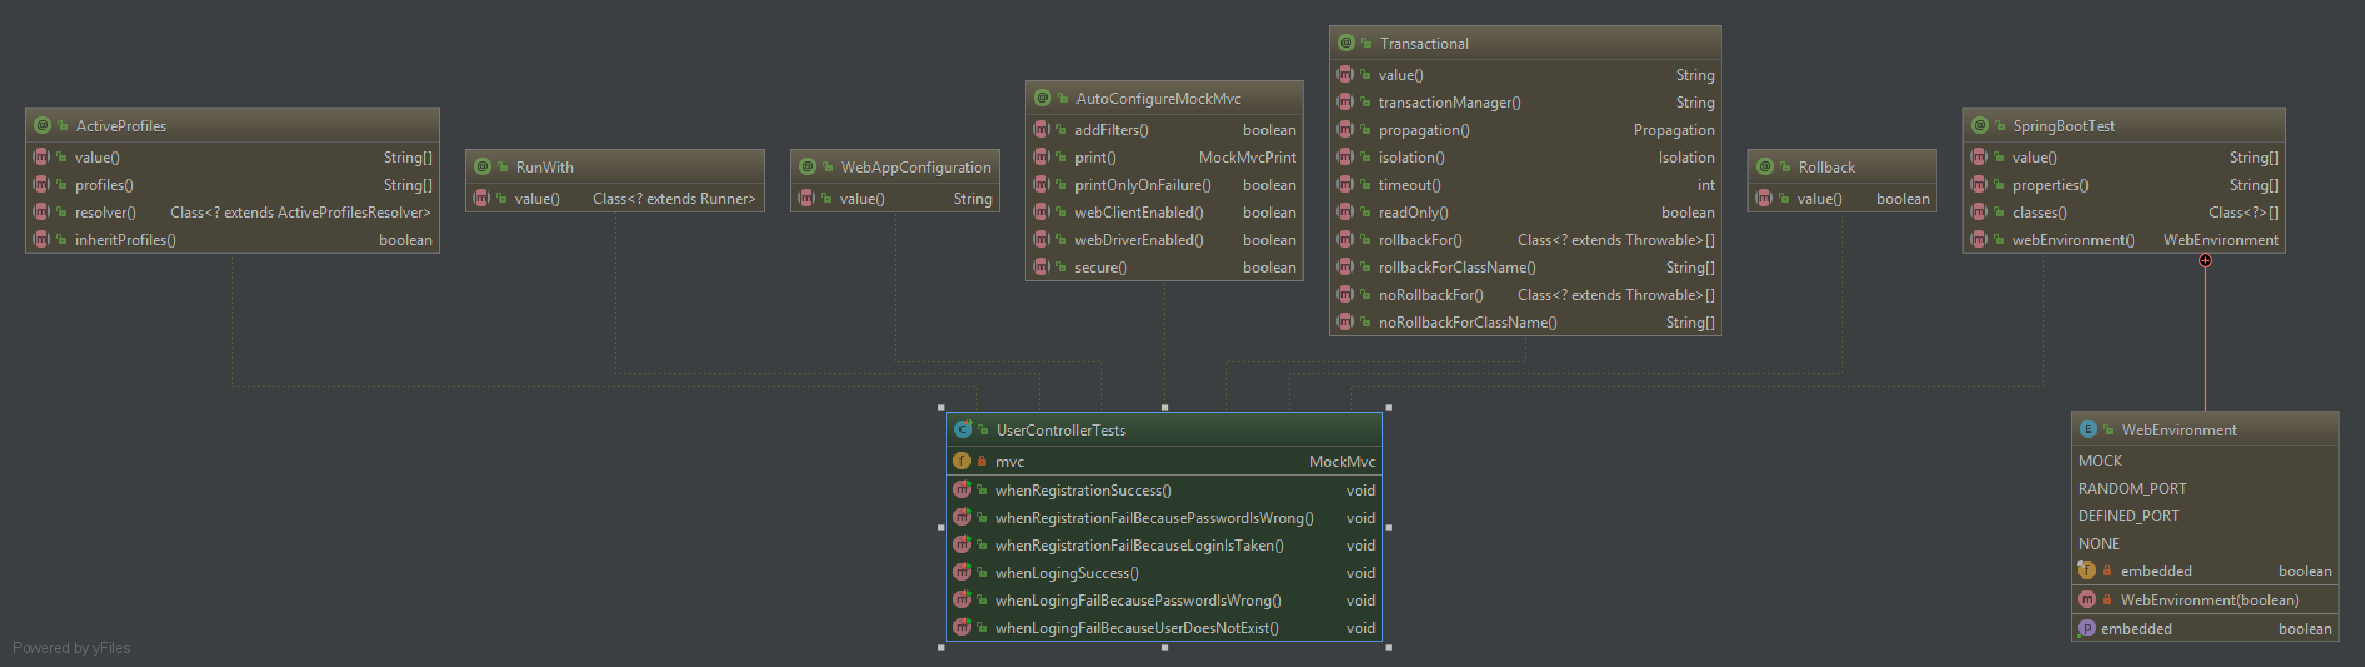 ActiveProfiles
value() String[]
profiles() String[]
resolver() Class<? extends ActiveProfilesResolver>
inheritProfiles() boolean
RunWith
value() Class<? extends Runner>
WebAppConfiguration
value() String
AutoConfigureMockMvc
addFilters() boolean
print() MockMvcPrint
printOnlyOnFailure() boolean
webClientEnabled() boolean
webDriverEnabled() boolean
secure() boolean
Transactional
value() String
transactionManager() String
propagation() Propagation
isolation() Isolation
timeout() int
readOnly() boolean
rollbackFor() Class<? extends Throwable>[]
rollbackForClassName() String[]
noRollbackFor() Class<? extends Throwable>[]
noRollbackForClassName() String[]
Rollback
value() boolean
SpringBootTest
value() String[]
properties() String[]
classes() Class<?>[]
webEnvironment() WebEnvironment
UserControllerTests
mvc MockMvc
whenRegistrationSuccess() void
whenRegistrationFailBecausePasswordIsWrong() void
whenRegistrationFailBecauseLoginIsTaken() void
whenLogingSuccess() void
whenLogingFailBecausePasswordIsWrong() void
whenLogingFailBecauseUserDoesNotExist() void
WebEnvironment
MOCK
RANDOM_PORT
DEFINED_PORT
NONE
embedded boolean
WebEnvironment(boolean)
embedded boolean
Powered by yFiles